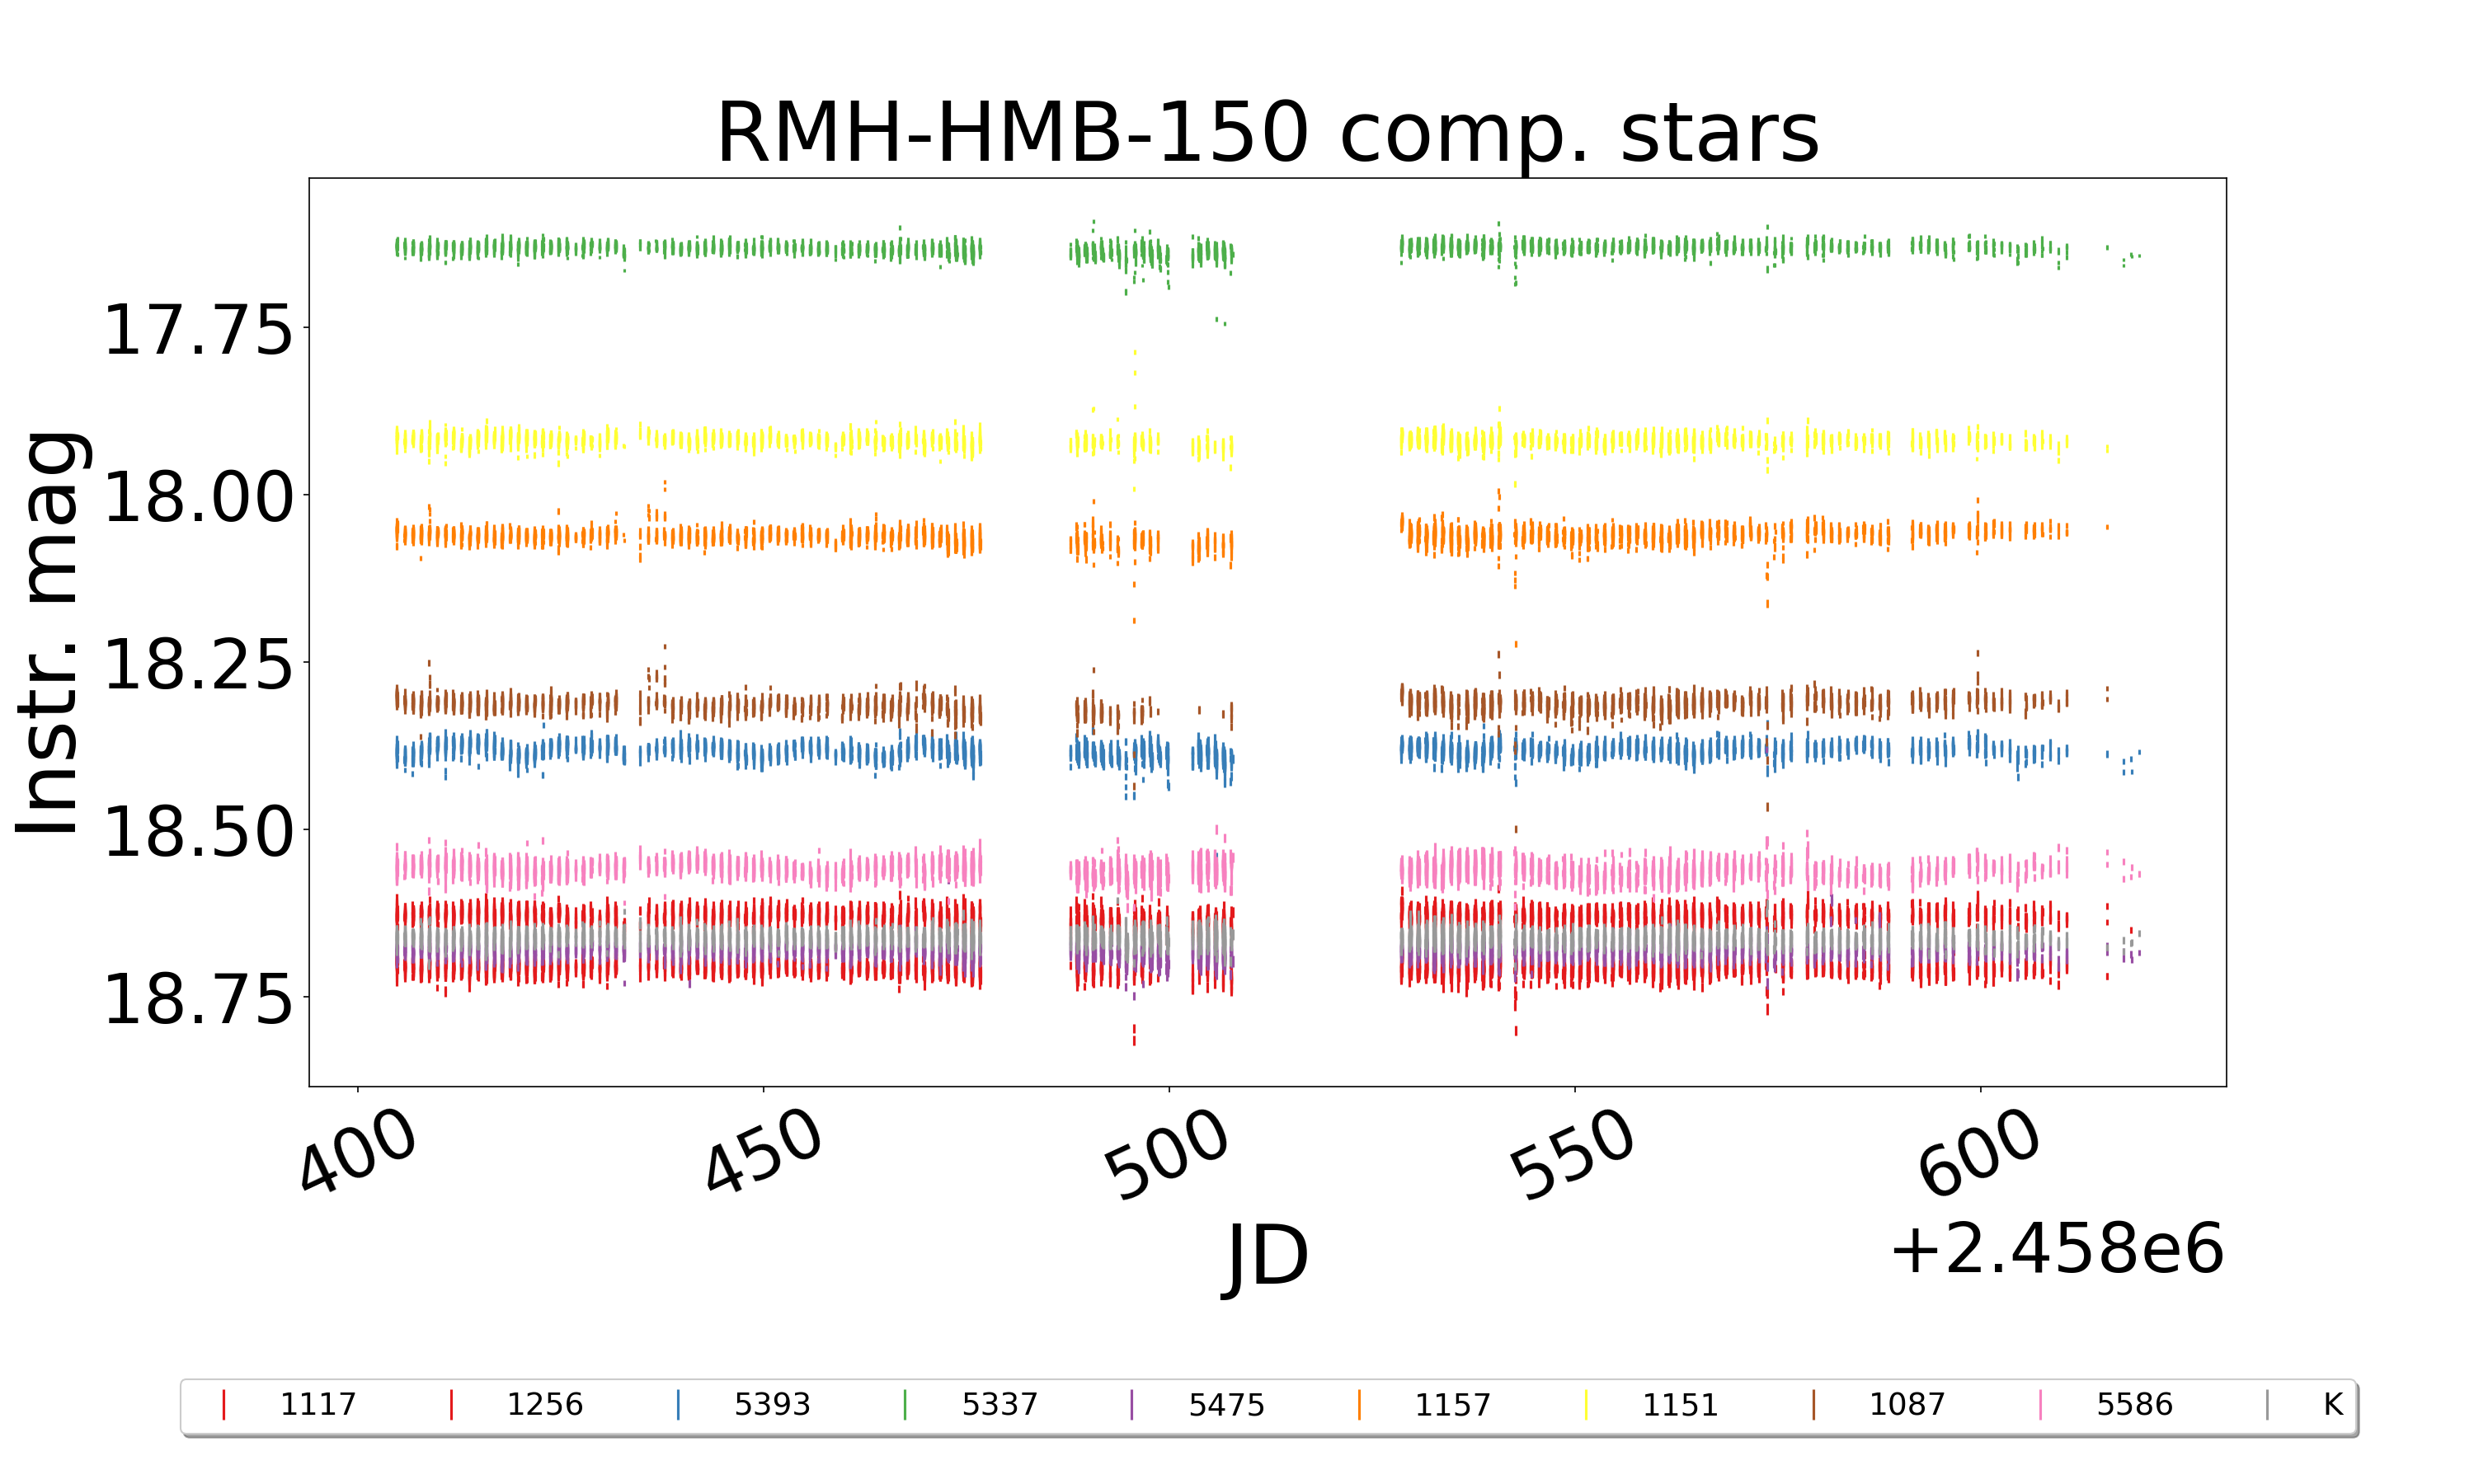 RMH-HMB-150 comp. stars
Instr. mag
17.75
18.00
18.25
18.50
18.75
400 450 500 550 600
JD
+2.458e6
1117 1256 5393 5337 5475 1157 1151 1087 5586 K